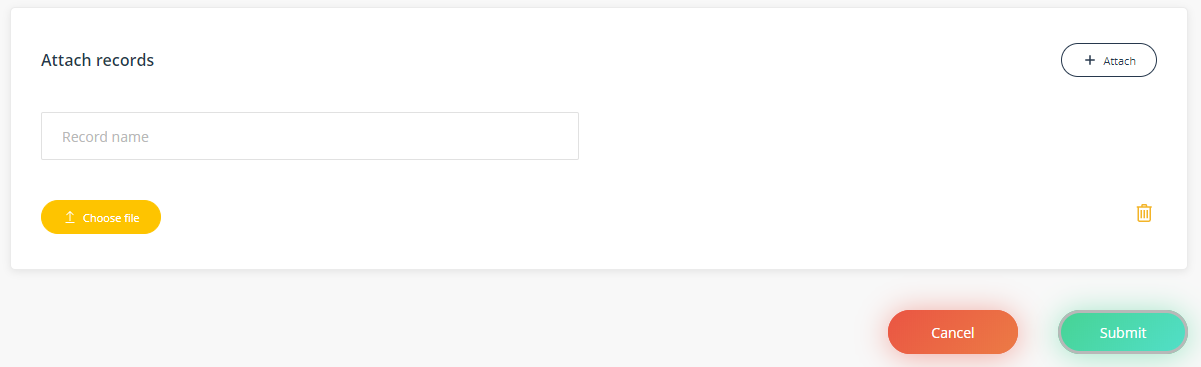 Attach records
Attach
Record name
Choose file
Cancel
Submit